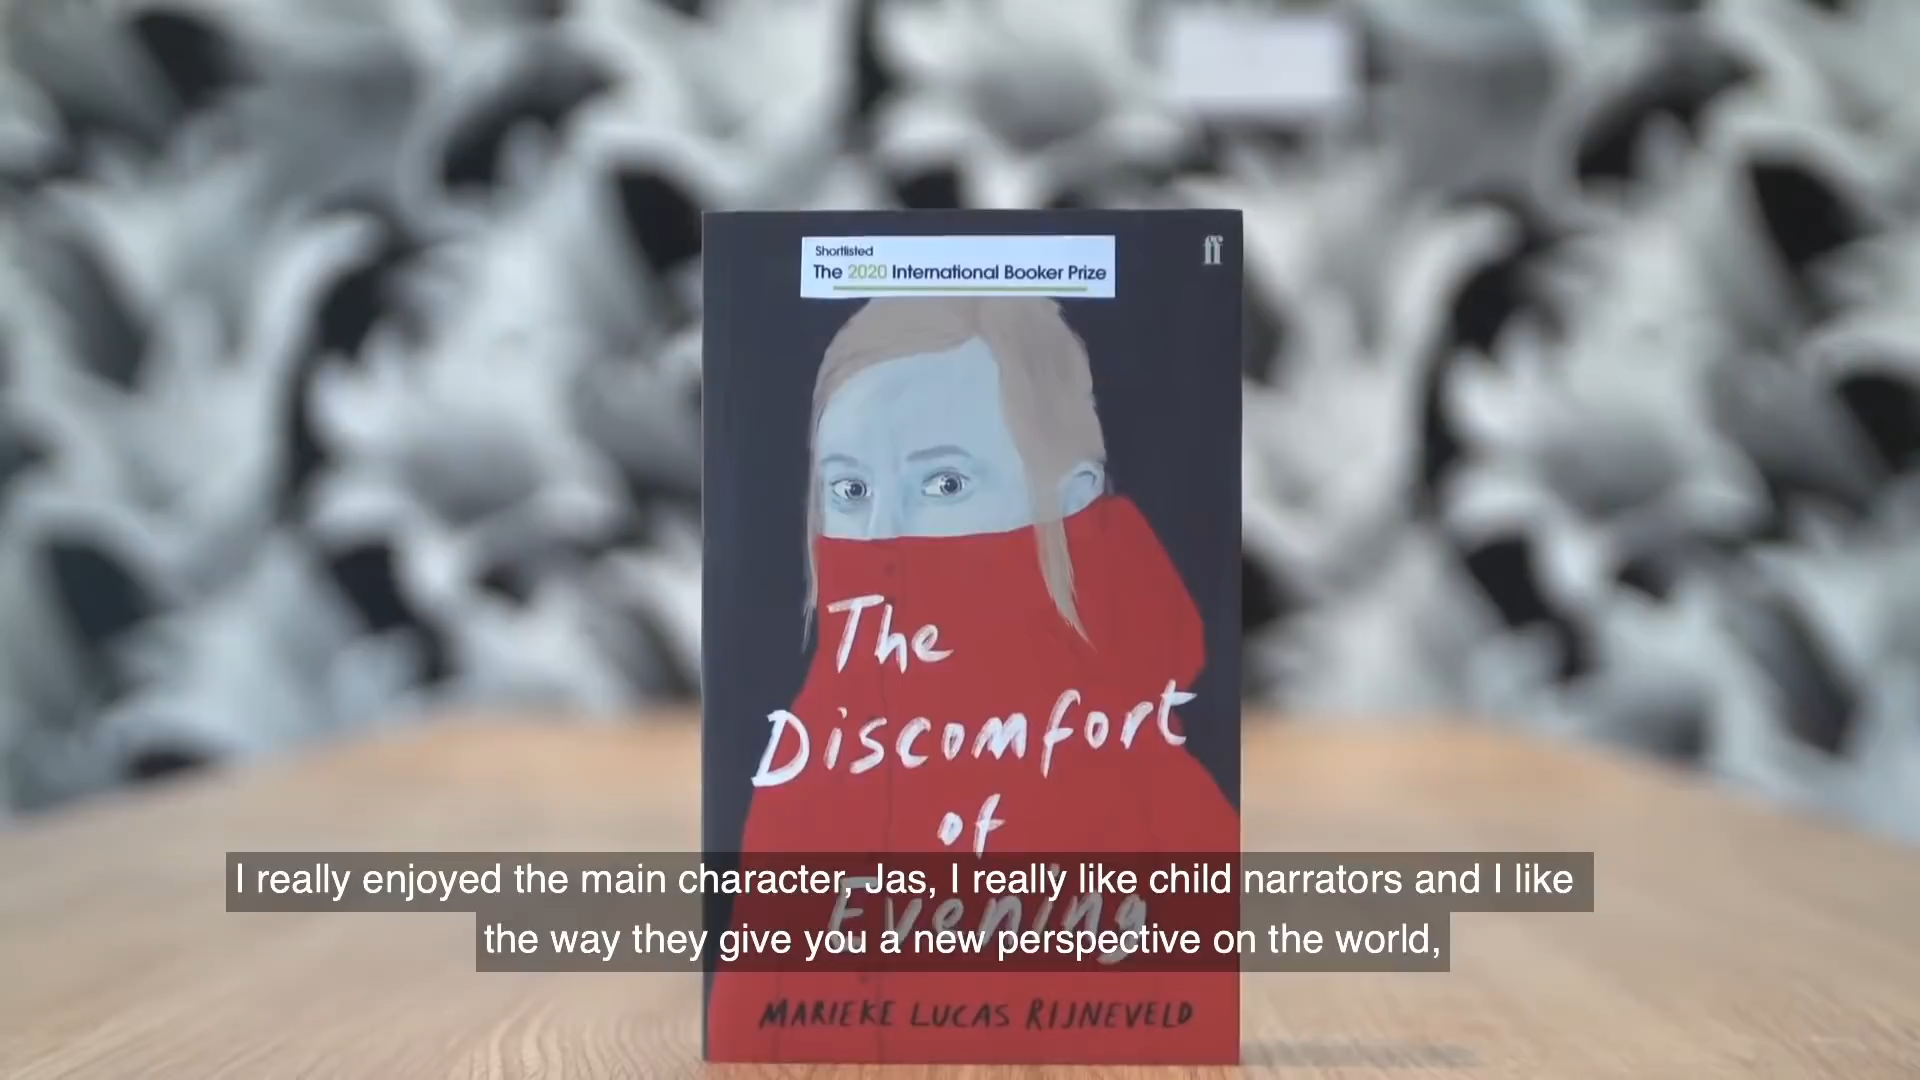 Shortlisted
The 2020 International Booker Prize
ff
The
Discomfort
of
Evening
I really enjoyed the main character, Jas, I really like child narrators and I like
the way they give you a new perspective on the world,
MARIEKE LUCAS RIJNEVELD